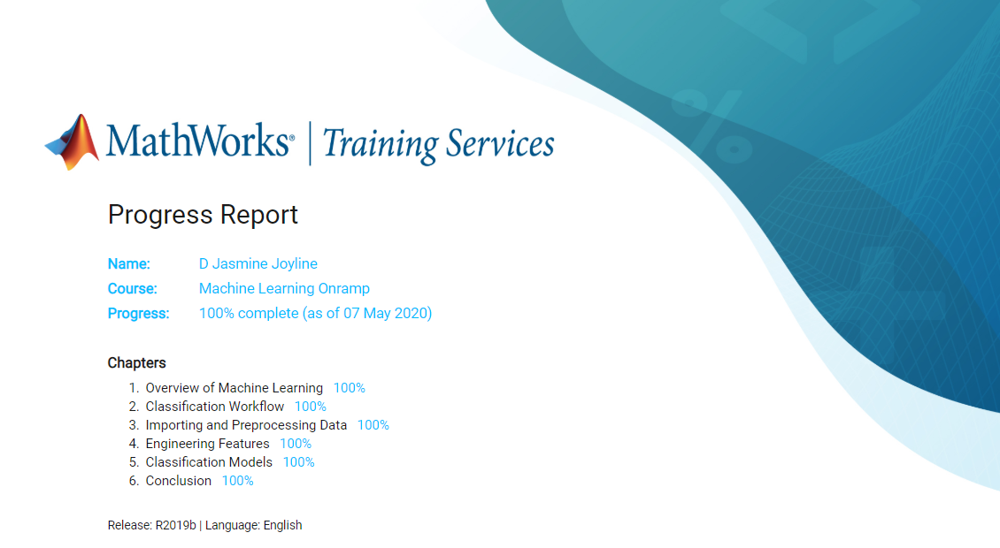 MathWorks® | Training Services
Progress Report
Name: D Jasmine Joyline
Course: Machine Learning Onramp
Progress: 100% complete (as of 07 May 2020)
Chapters
1. Overview of Machine Learning 100%
2. Classification Workflow 100%
3. Importing and Preprocessing Data 100%
4. Engineering Features 100%
5. Classification Models 100%
6. Conclusion 100%
Release: R2019b | Language: English